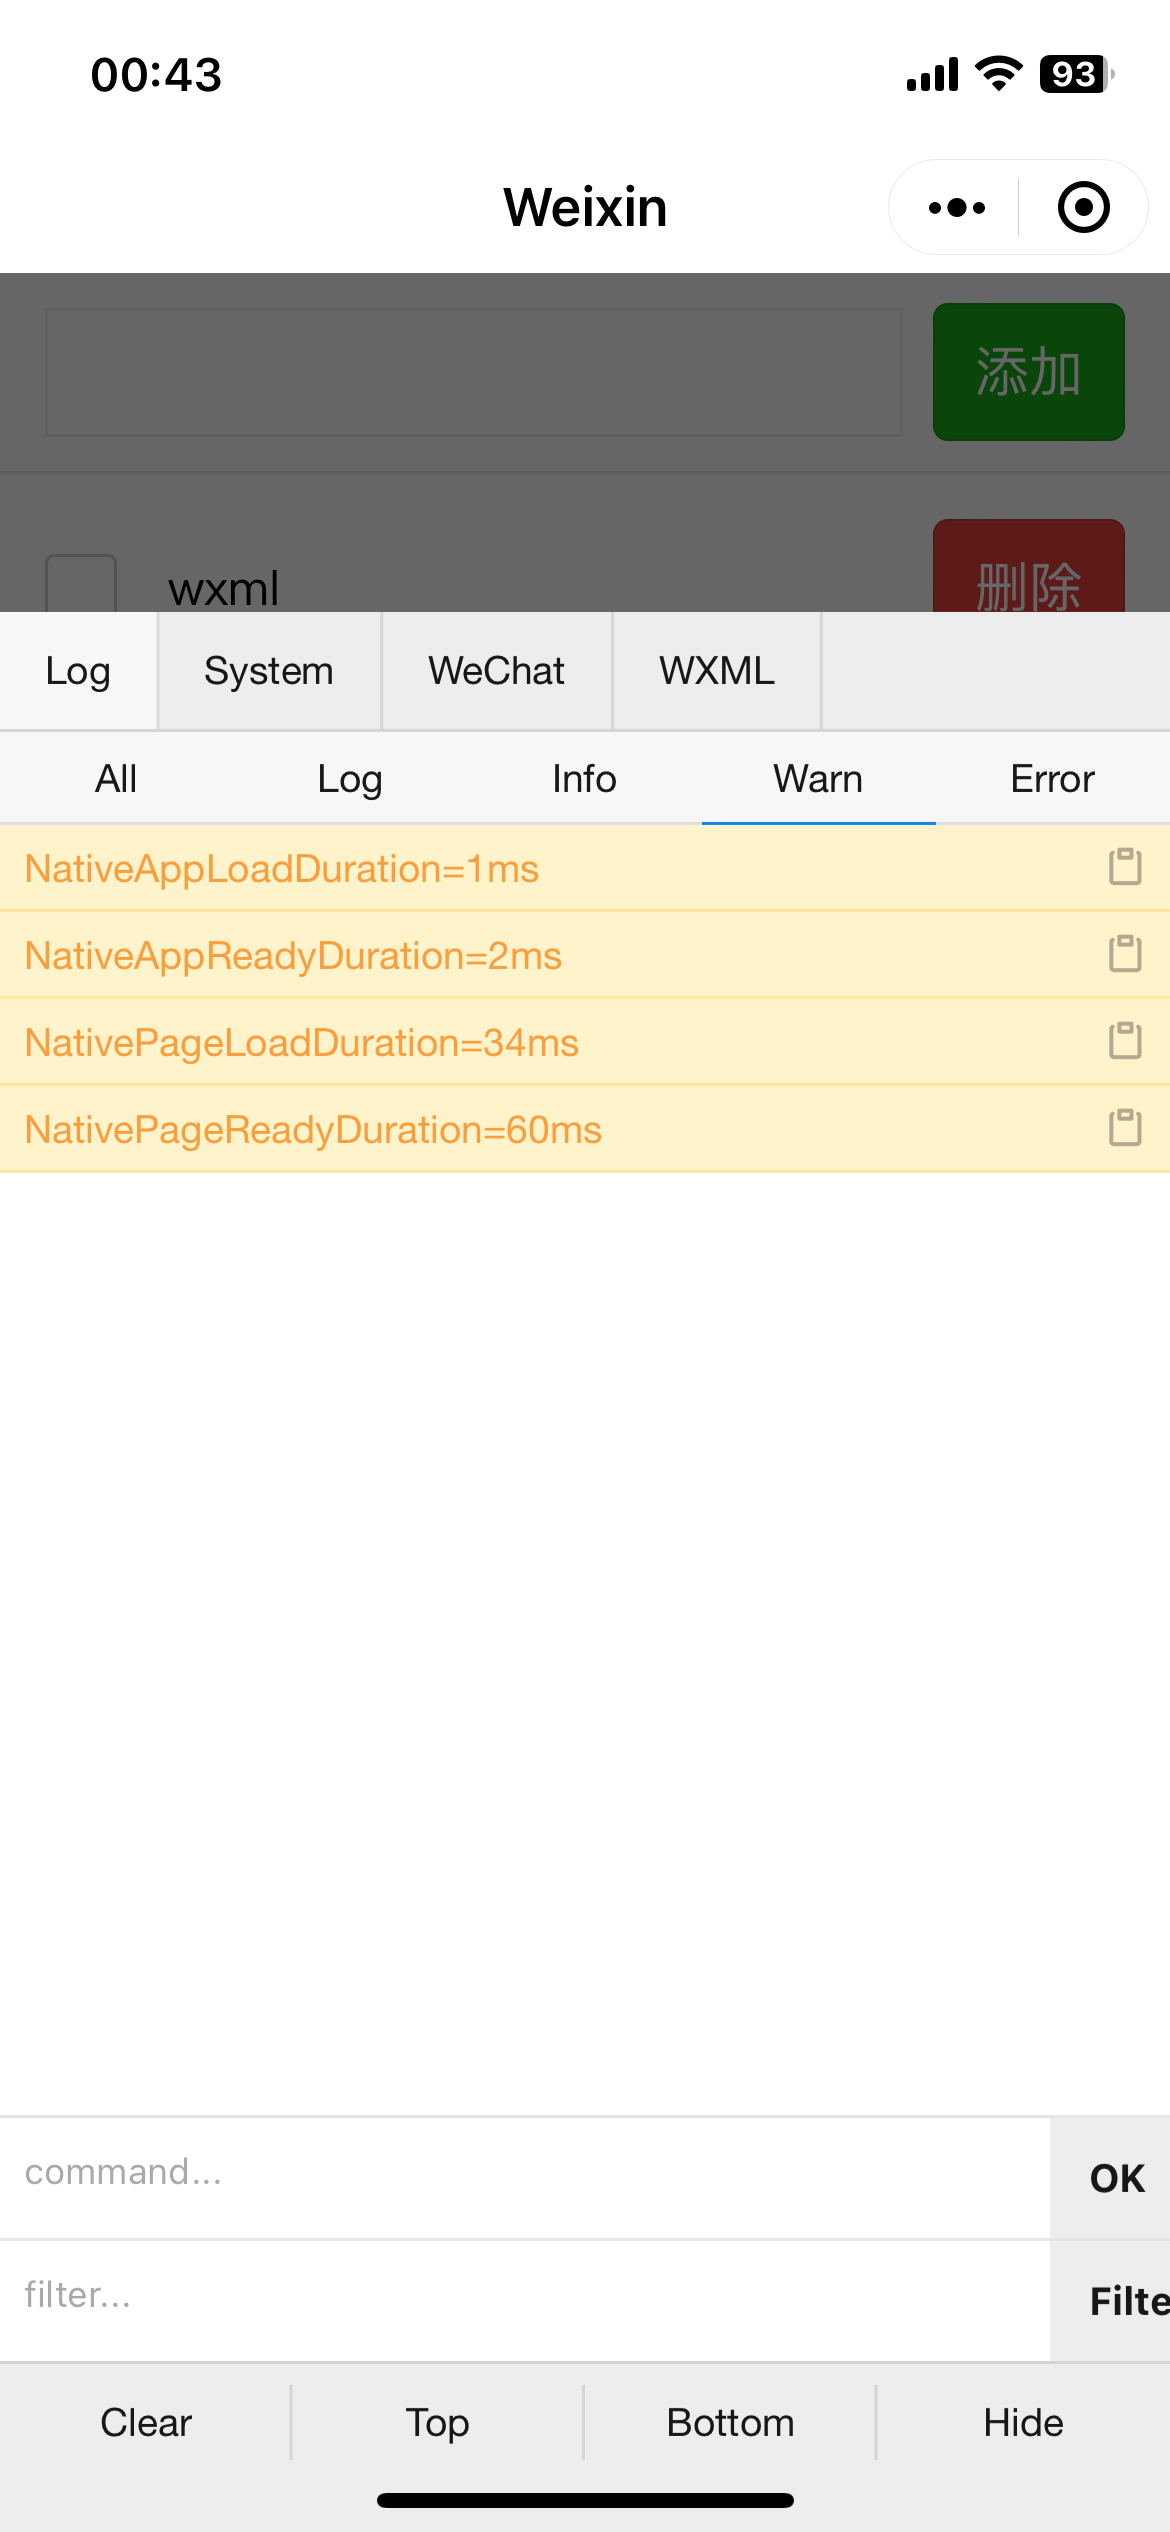 00:43
93
Weixin
添加
wxml
删除
Log System WeChat WXML
All Log Info Warn Error
NativeAppLoadDuration=1ms
NativeAppReadyDuration=2ms
NativePageLoadDuration=34ms
NativePageReadyDuration=60ms
command...
OK
filter...
Filte
Clear Top Bottom Hide